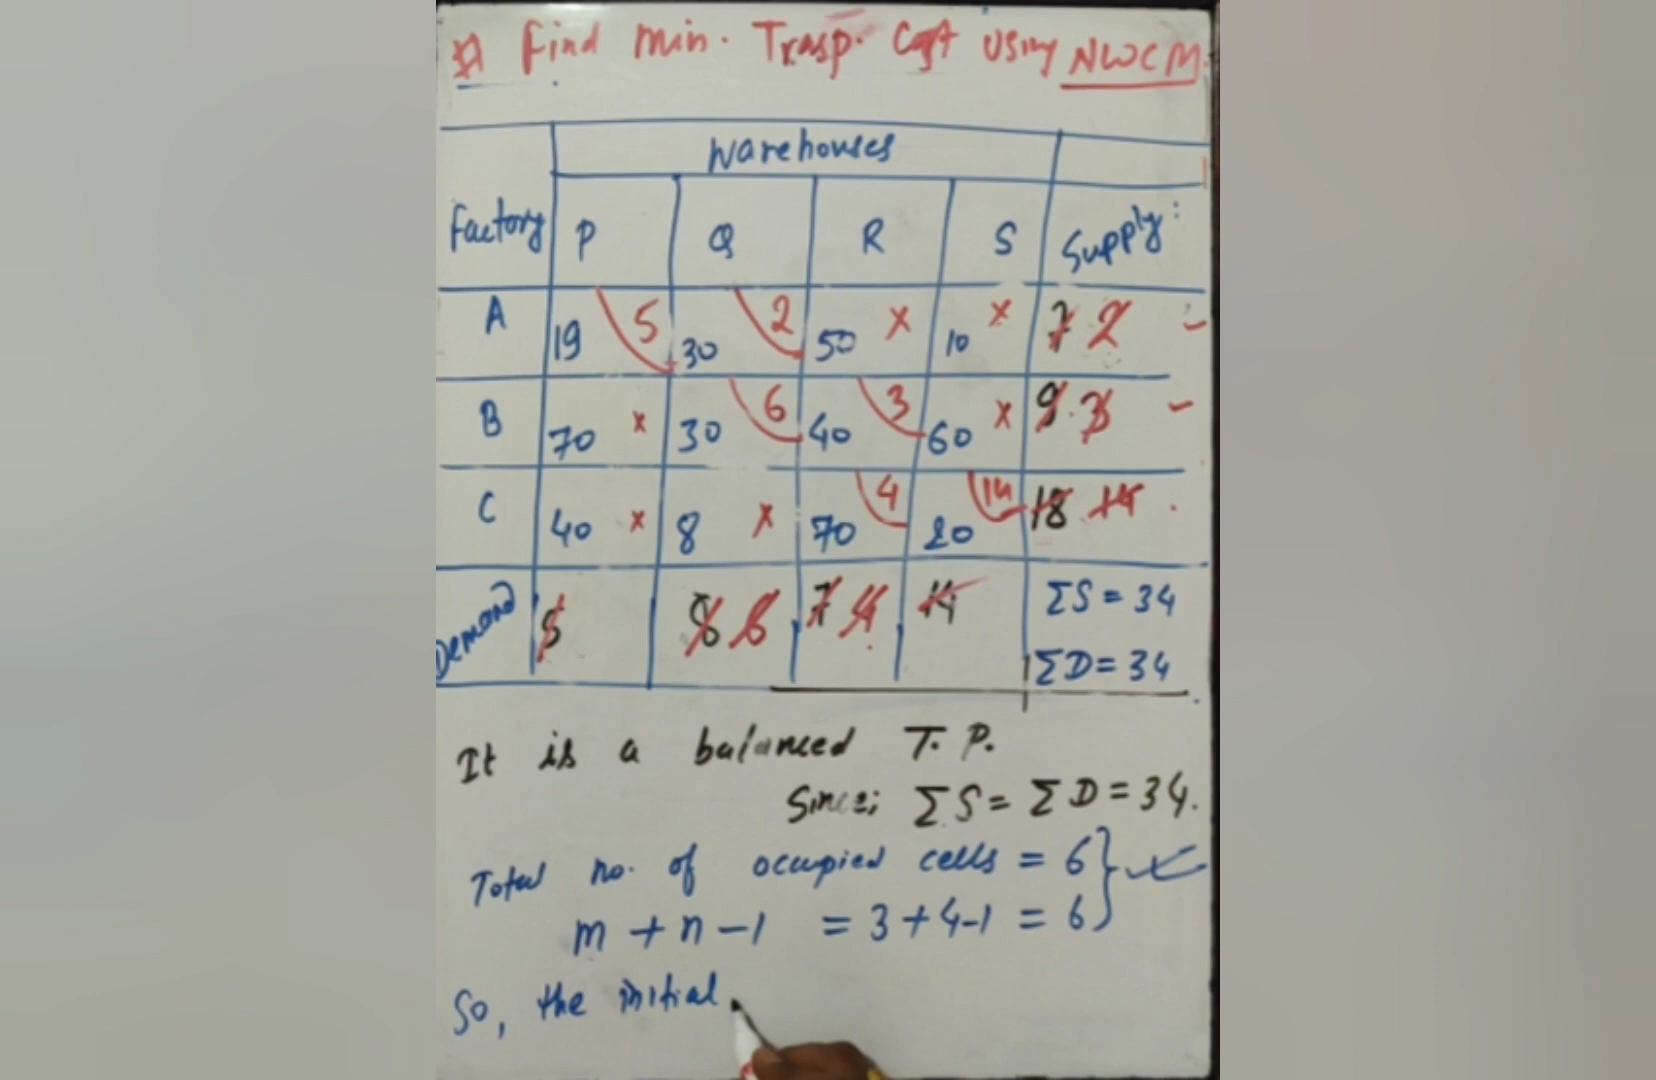 Find Min. Trasp. Cost Using NWCM.
Warehouses
Factory P Q R S Supply:
A 19 5 30 2 50 × 10 × 7 2
B 70 × 30 6 40 3 60 × 9 3
C 40 × 8 × 70 4 20 14 18 14
Demand 5 8 6 7 4 14 ΣS = 34
ΣD = 34
It is a balanced T. P.
Since; ΣS = ΣD = 34.
Total no. of occupied cells = 6
m + n - 1 = 3 + 4 - 1 = 6
So, the initial